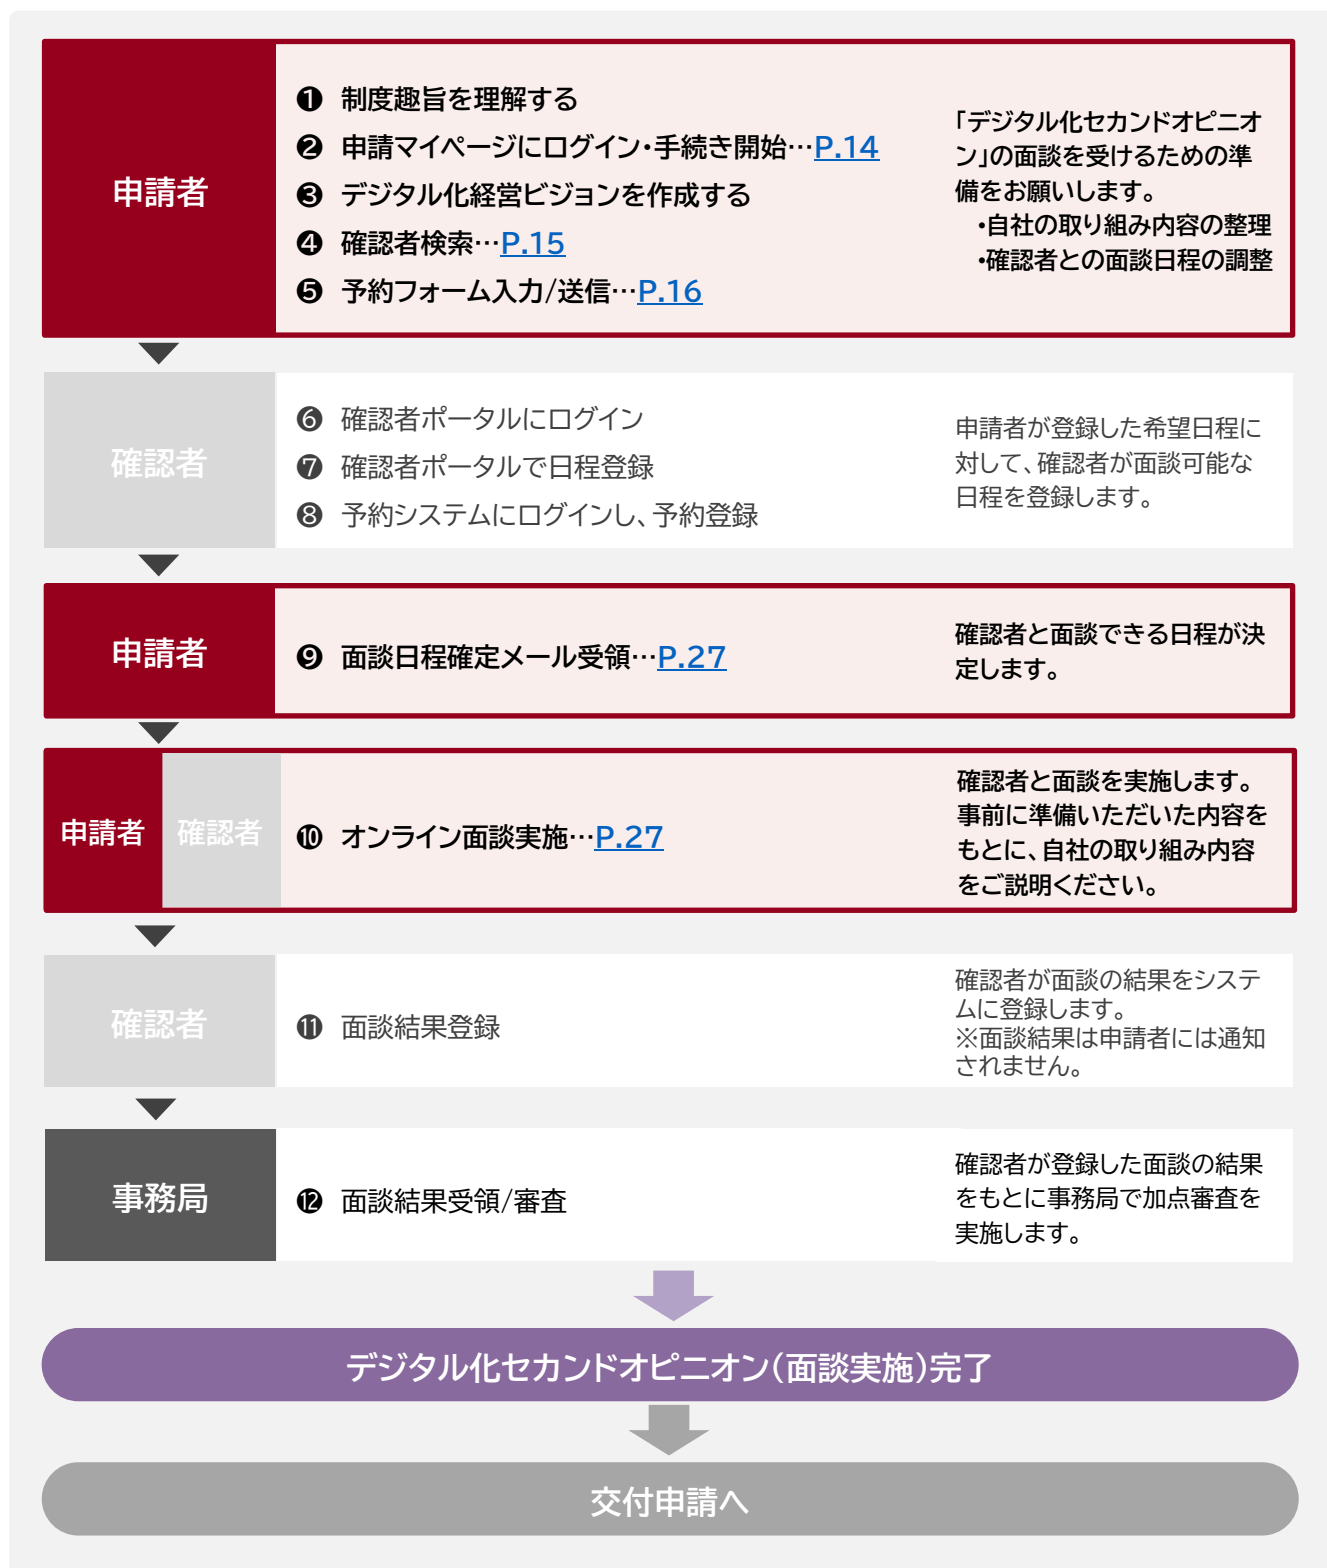 申請者
❶ 制度趣旨を理解する
❷ 申請マイページにログイン・手続き開始…P.14
❸ デジタル化経営ビジョンを作成する
❹ 確認者検索…P.15
❺ 予約フォーム入力/送信…P.16
「デジタル化セカンドオピニオ
ン」の面談を受けるための準
備をお願いします。
・自社の取り組み内容の整理
・確認者との面談日程の調整
確認者
❻ 確認者ポータルにログイン
❼ 確認者ポータルで日程登録
❽ 予約システムにログインし、予約登録
申請者が登録した希望日程に
対して、確認者が面談可能な
日程を登録します。
申請者
❾ 面談日程確定メール受領…P.27
確認者と面談できる日程が決
定します。
申請者 確認者
❿ オンライン面談実施…P.27
確認者と面談を実施します。
事前に準備いただいた内容を
もとに、自社の取り組み内容
をご説明ください。
確認者
⓫ 面談結果登録
確認者が面談の結果をシステ
ムに登録します。
※面談結果は申請者には通知
されません。
事務局
⓬ 面談結果受領/審査
確認者が登録した面談の結果
をもとに事務局で加点審査を
実施します。
デジタル化セカンドオピニオン(面談実施)完了
交付申請へ